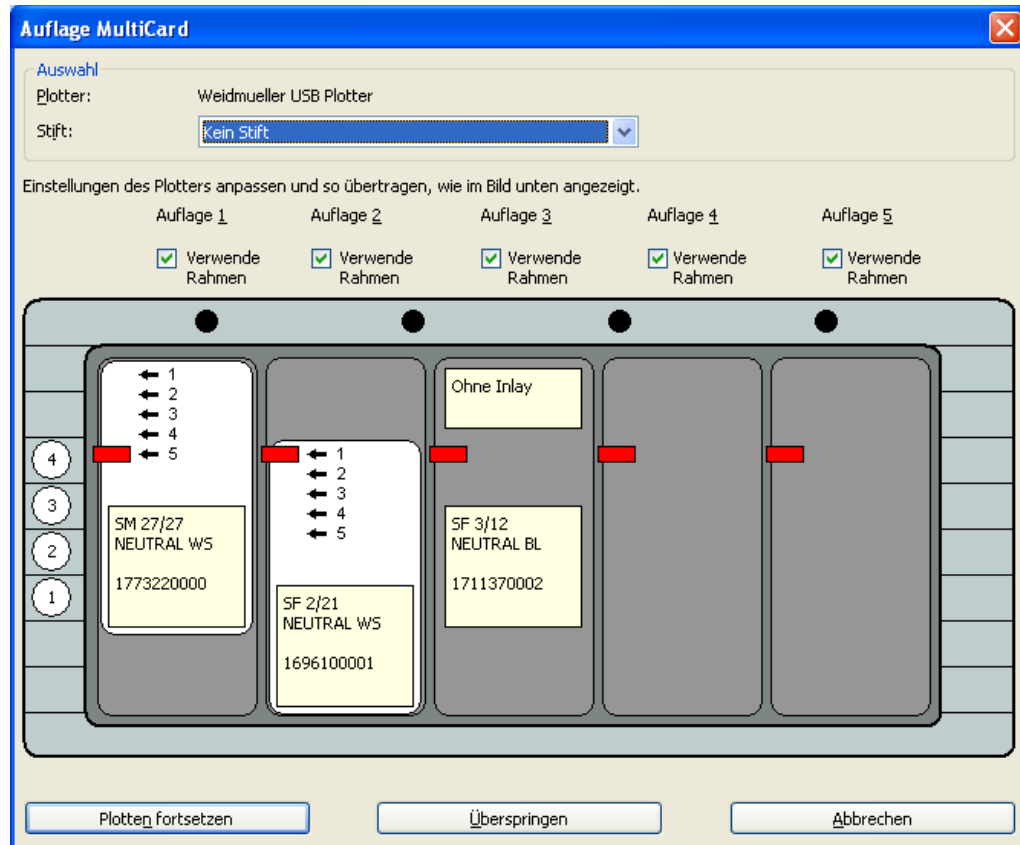 Auflage MultiCard
Auswahl
Plotter: Weidmueller USB Plotter
Stift: Kein Stift
Einstellungen des Plotters anpassen und so übertragen, wie im Bild unten angezeigt.
Auflage 1 Auflage 2 Auflage 3 Auflage 4 Auflage 5
Verwende Rahmen
Verwende Rahmen
Verwende Rahmen
Verwende Rahmen
Verwende Rahmen
4
3
2
1
1
2
3
4
5
SM 27/27
NEUTRAL WS
1773220000
1
2
3
4
5
SF 2/21
NEUTRAL WS
1696100001
Ohne Inlay
SF 3/12
NEUTRAL BL
1711370002
Plotten fortsetzen
Überspringen
Abbrechen